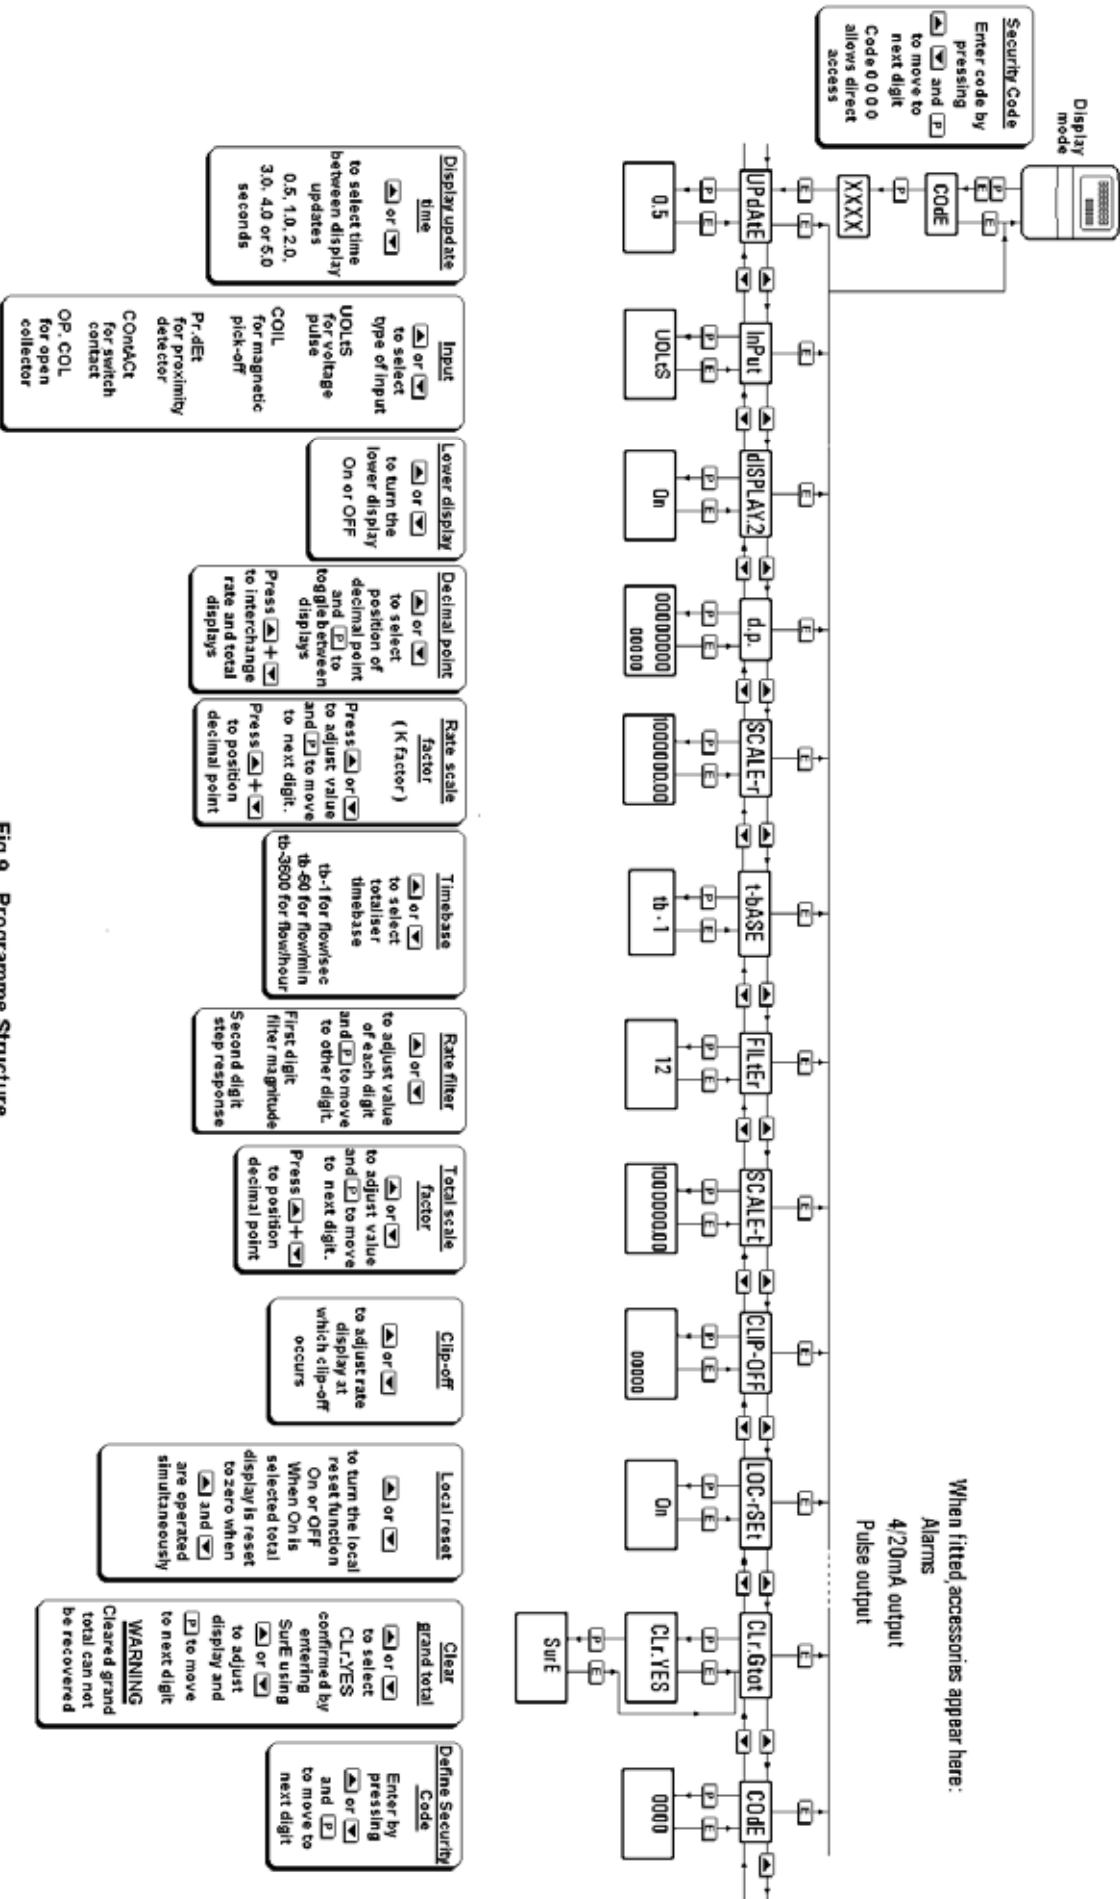 Display
mode
Security Code
Enter code by
pressing
▲ ▼ and P
to move to
next digit
Code 0 0 0 0
allows direct
access
P
E
E
COdE
P
XXXX
E
When fitted,accessories appear here:
Alarms
4/20mA output
Pulse output
E E E E E E E E E E E
UPdAtE
InPut
dISPLAY.2
d.p.
SCALE-r
t-bASE
FILtEr
SCALE-t
CLIP-OFF
LOC-rSEt
CLr.Gtot
COdE
P E P E P E P E P E P E P E P E P E P E P E P E
0.5
UOLtS
On
00000000
00000
1000000.00
tb - 1
12
1000000.00
00000
On
CLr.YES
0000
P E
SurE
Display update
time
▲ or ▼
to select time
between display
updates
0.5, 1.0, 2.0,
3.0, 4.0 or 5.0
seconds
Input
▲ or ▼
to select
type of input
UOLtS
for voltage
pulse
COIL
for magnetic
pick-off
Pr.dEt
for proximity
detector
COntACt
for switch
contact
OP. COL
for open
collector
Lower display
▲ or ▼
to turn the
lower display
On or OFF
Decimal point
▲ or ▼
to select
position of
decimal point
and P to
toggle between
displays
Press ▲+▼
to interchange
rate and total
displays
Rate scale
factor
( K factor )
Press ▲ or ▼
to adjust value
and P to move
to next digit.
Press ▲+▼
to position
decimal point
Timebase
▲ or ▼
to select
totaliser
timebase
tb-1 for flow/sec
tb-60 for flow/min
tb-3600 for flow/hour
Rate filter
▲ or ▼
to adjust value
of each digit
and P to move
to other digit.
First digit
filter magnitude
Second digit
step response
Total scale
factor
▲ or ▼
to adjust value
and P to move
to next digit.
Press ▲+▼
to position
decimal point
Clip-off
▲ or ▼
to adjust rate
display at
which clip-off
occurs
Local reset
▲ or ▼
to turn the local
reset function
On or OFF
When On is
selected total
display is reset
to zero when
▲ and ▼
are operated
simultaneously
Clear
grand total
▲ or ▼
to select
CLr.YES
confirmed by
entering
SurE using
▲ or ▼
to adjust
display and
P to move
to next digit
WARNING
Cleared grand
total can not
be recovered
Define Security
Code
Enter by
pressing
▲ or ▼
and P
to move to
next digit
Fig 9 Programme Structure